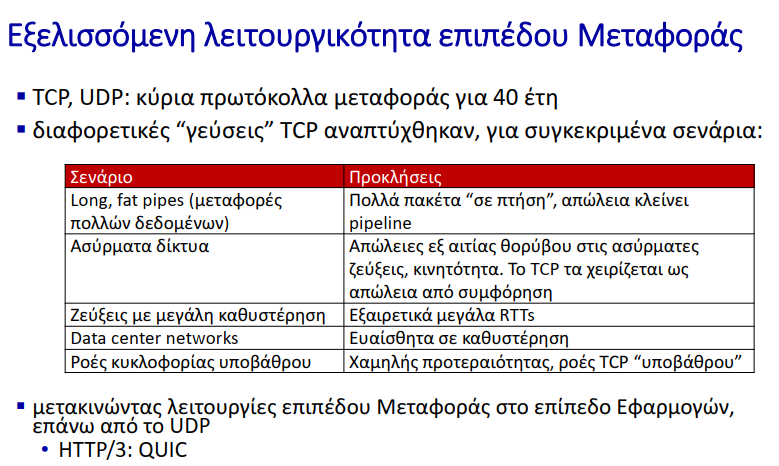 Εξελισσόμενη λειτουργικότητα επιπέδου Μεταφοράς
▪ TCP, UDP: κύρια πρωτόκολλα μεταφοράς για 40 έτη
▪ διαφορετικές “γεύσεις” TCP αναπτύχθηκαν, για συγκεκριμένα σενάρια:
Σενάριο
Προκλήσεις
Long, fat pipes (μεταφορές
πολλών δεδομένων)
Πολλά πακέτα “σε πτήση”, απώλεια κλείνει
pipeline
Ασύρματα δίκτυα
Απώλειες εξ αιτίας θορύβου στις ασύρματες
ζεύξεις, κινητότητα. Το TCP τα χειρίζεται ως
απώλεια από συμφόρηση
Ζεύξεις με μεγάλη καθυστέρηση
Εξαιρετικά μεγάλα RTTs
Data center networks
Ευαίσθητα σε καθυστέρηση
Ροές κυκλοφορίας υποβάθρου
Χαμηλής προτεραιότητας, ροές TCP “υποβάθρου”
▪ μετακινώντας λειτουργίες επιπέδου Μεταφοράς στο επίπεδο Εφαρμογών,
επάνω από το UDP
• HTTP/3: QUIC